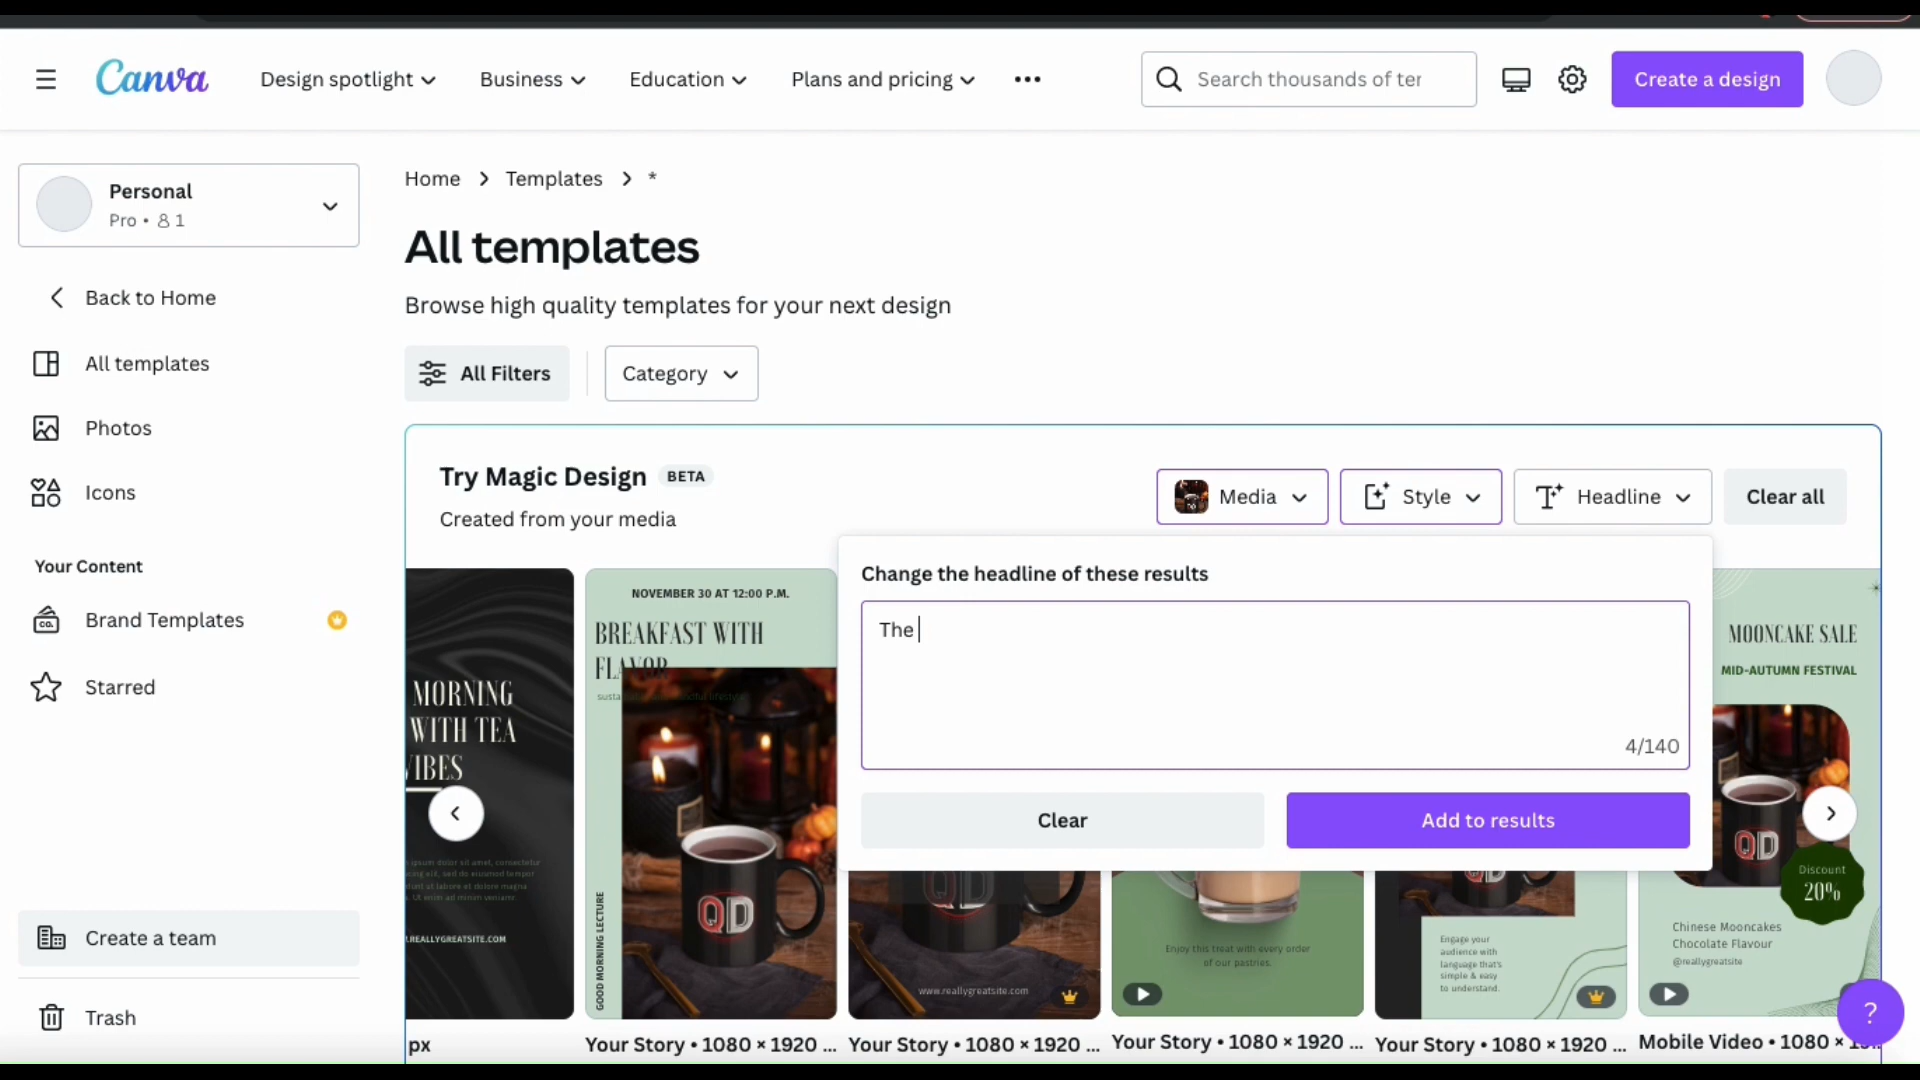 Canva
Design spotlight
Business
Education
Plans and pricing
Search thousands of ter
Create a design
Personal
Pro • 1
Back to Home
All templates
Photos
Icons
Your Content
Brand Templates
CO.
Starred
Create a team
Trash
Home > Templates > *
All templates
Browse high quality templates for your next design
All Filters
Category
Try Magic Design BETA
Created from your media
Media
Style
Headline
Clear all
Change the headline of these results
The
4/140
Clear
Add to results
MORNING
WITH TEA
VIBES
.REALLYGREATSITE.COM
px
NOVEMBER 30 AT 12:00 P.M.
BREAKFAST WITH
FLAVOR
GOOD MORNING LECTURE
QD
Your Story • 1080 × 1920 ...
QD
www.reallygreatsite.com
Your Story • 1080 × 1920 ...
Enjoy this treat with every order
of our pastries.
Your Story • 1080 × 1920 ...
QD
Engage your
audience with
language that's
simple & easy
to understand.
Your Story • 1080 × 1920 ...
MOONCAKE SALE
MID-AUTUMN FESTIVAL
QD
Discount
20%
Chinese Mooncakes
Chocolate Flavour
@reallygreatsite
Mobile Video • 1080 ×
?